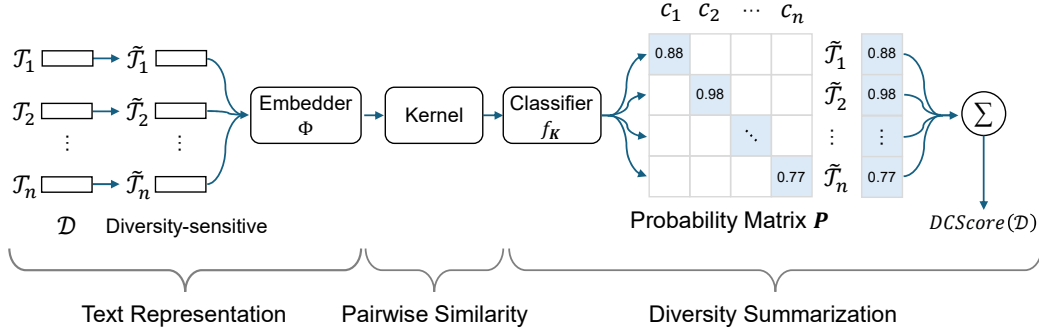 c₁ c₂ ⋯ cₙ
𝒯₁ 𝒯̃₁ 0.88 𝒯̃₁ 0.88
𝒯₂ 𝒯̃₂ Embedder Φ Kernel Classifier f_𝑲 0.98 𝒯̃₂ 0.98 ∑
⋮ ⋮ ⋱ ⋮ ⋮
𝒯ₙ 𝒯̃ₙ 0.77 𝒯̃ₙ 0.77
𝒟 Diversity-sensitive Probability Matrix 𝑷 DCScore(𝒟)
Text Representation Pairwise Similarity Diversity Summarization